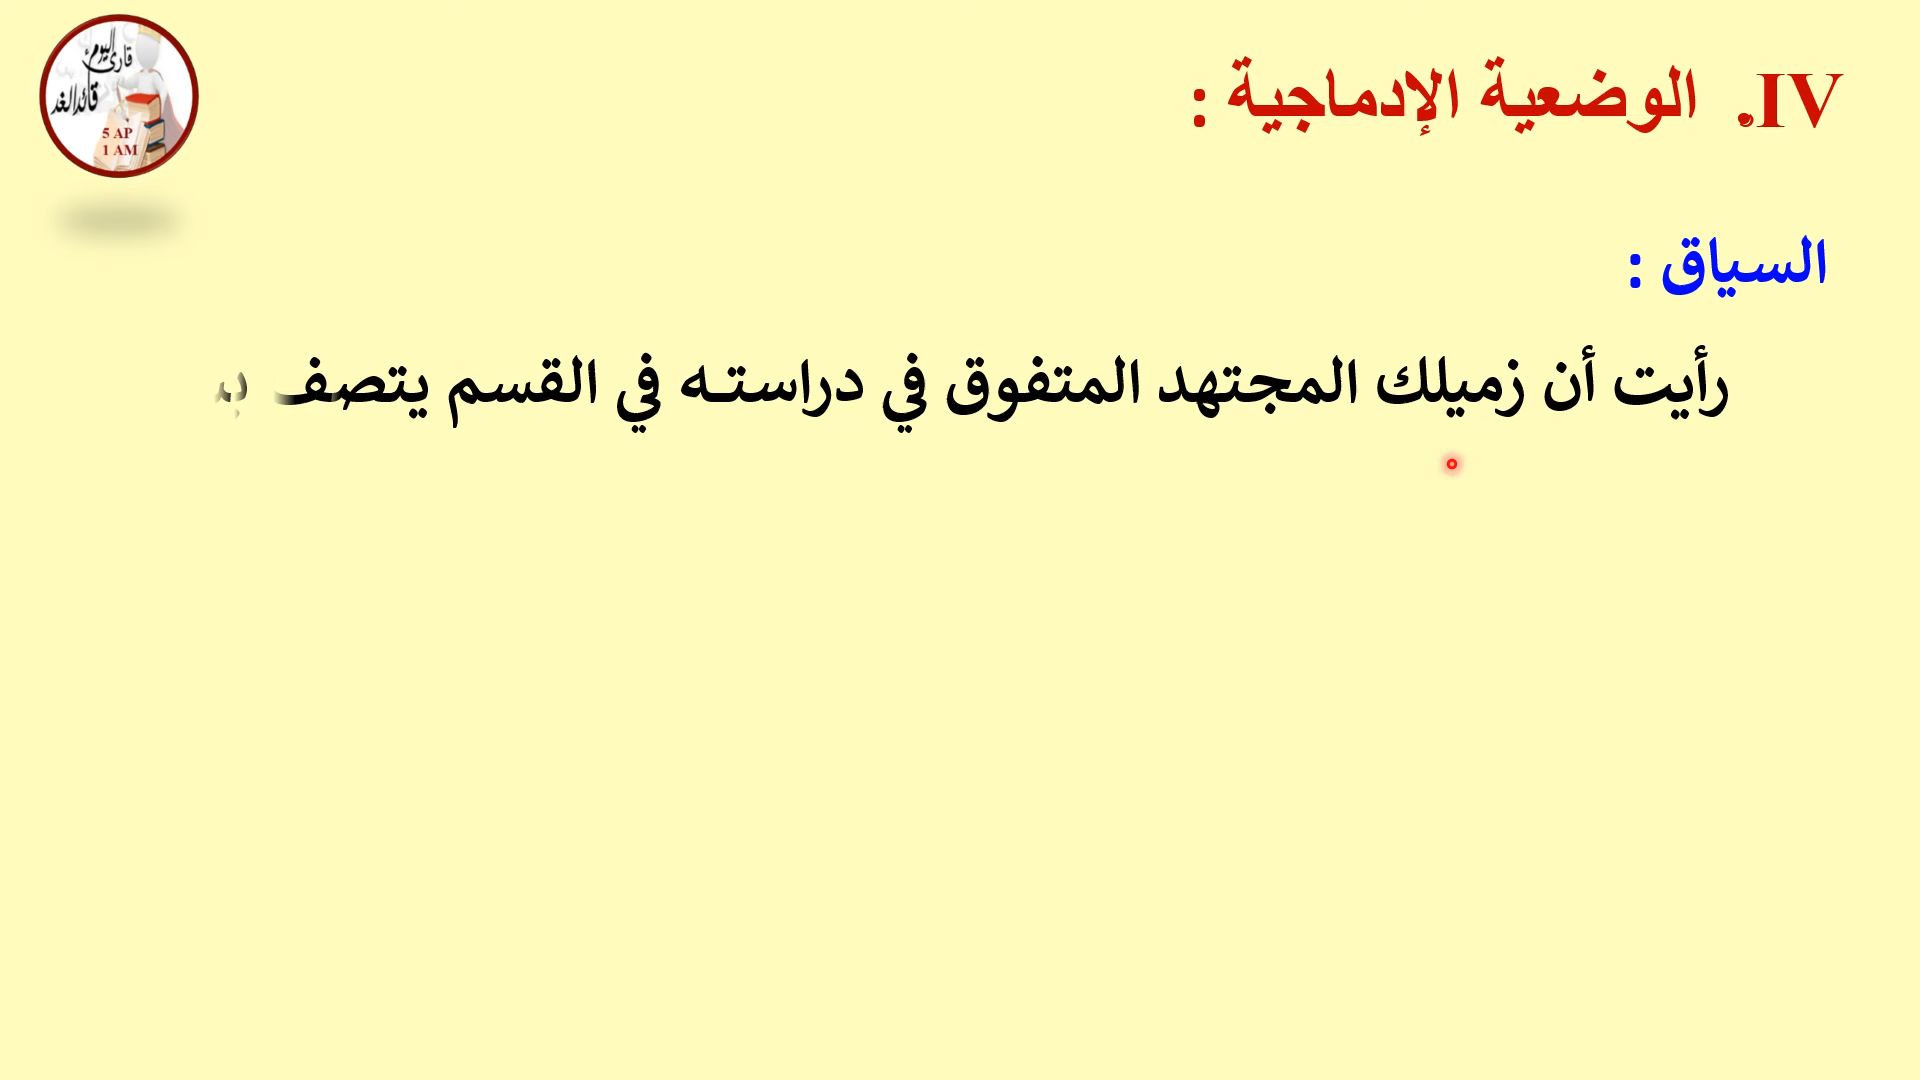 IV. الوضعية الإدماجية :
السياق :
رأيت أن زميلك المجتهد المتفوق في دراسته في القسم يتصف
قارئ اليوم
قائد الغد
5 AP
1 AM